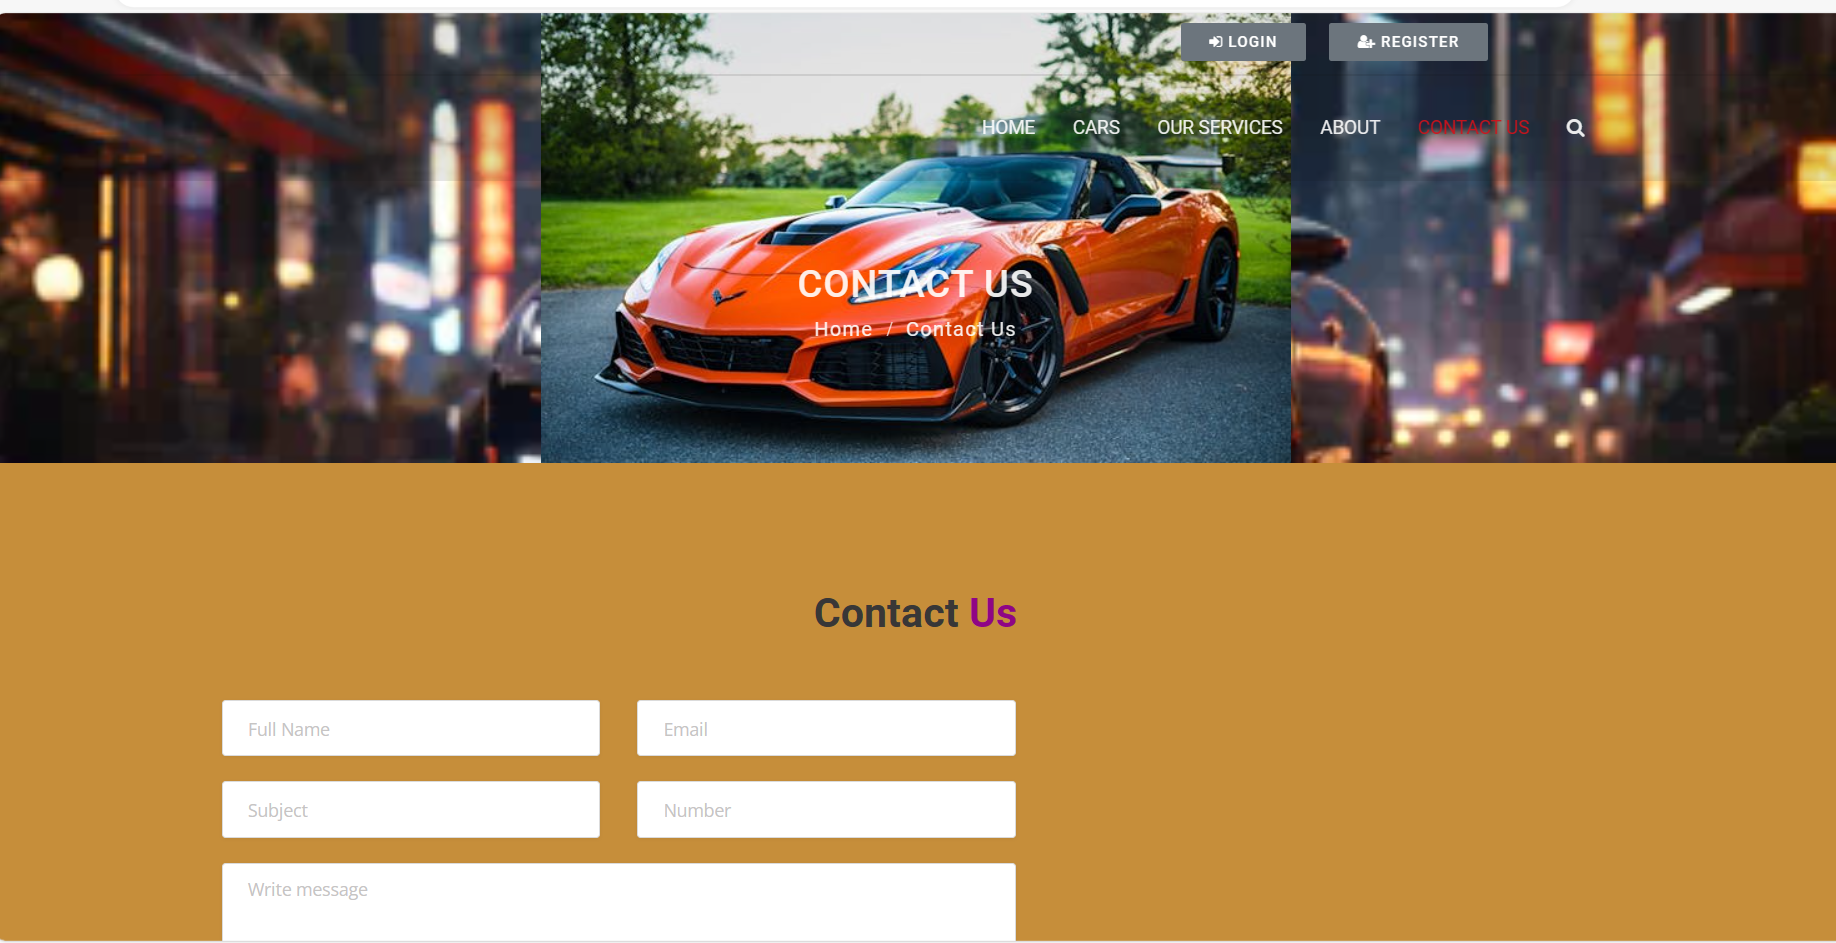 LOGIN REGISTER
HOME CARS OUR SERVICES ABOUT CONTACT US
CONTACT US
Home / Contact Us
Contact Us
Full Name Email
Subject Number
Write message